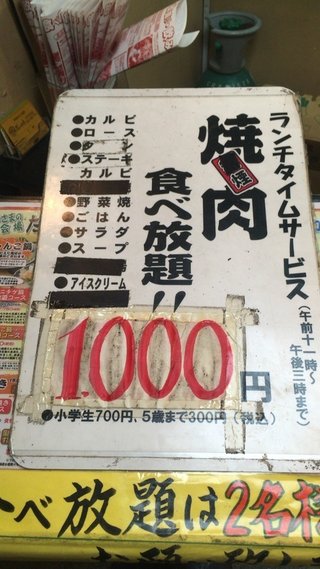 ランチタイムサービス
(午前十一時〜
午後三時まで)
焼肉
食べ放題!!
●カルビ
●ロース
●ステーキ
カルビ
●野菜焼
●ごはん
●サラダ
●スープ
●アイスクリーム
1.000円
●小学生700円、5歳まで300円(税込)
べ放題は2名様